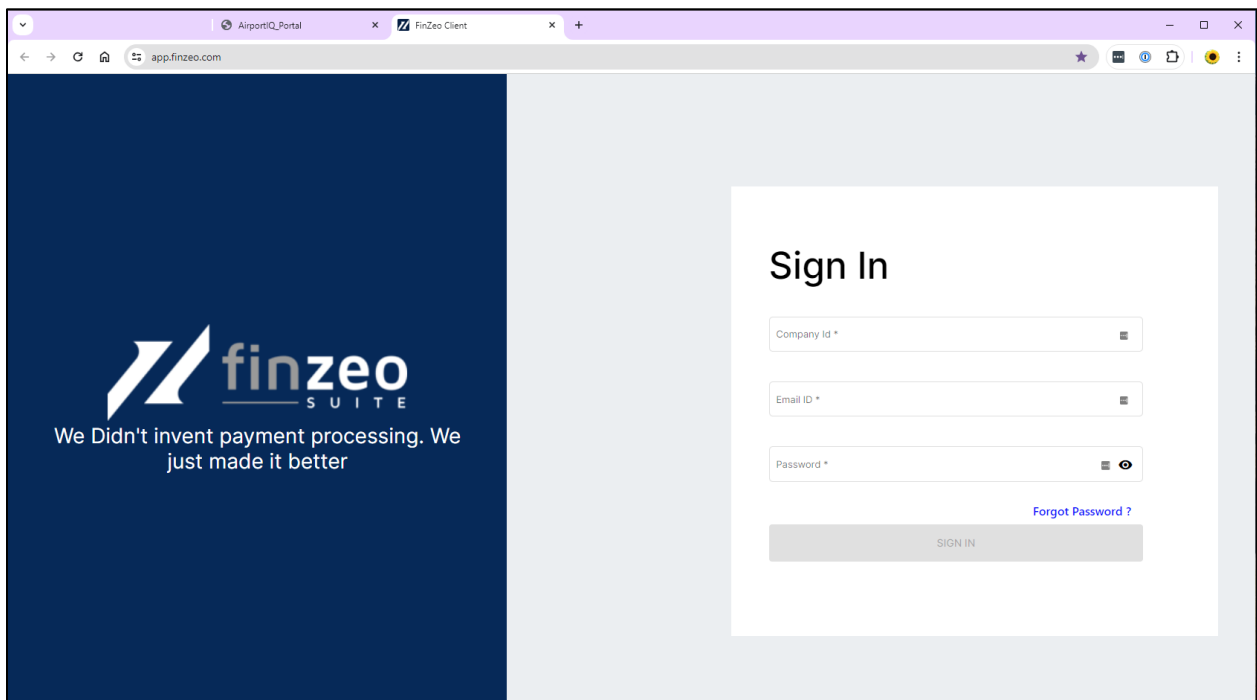 AirportIQ_Portal
FinZeo Client
app.finzeo.com
finzeo
SUITE
We Didn't invent payment processing. We
just made it better
Sign In
Company Id *
Email ID *
Password *
Forgot Password ?
SIGN IN